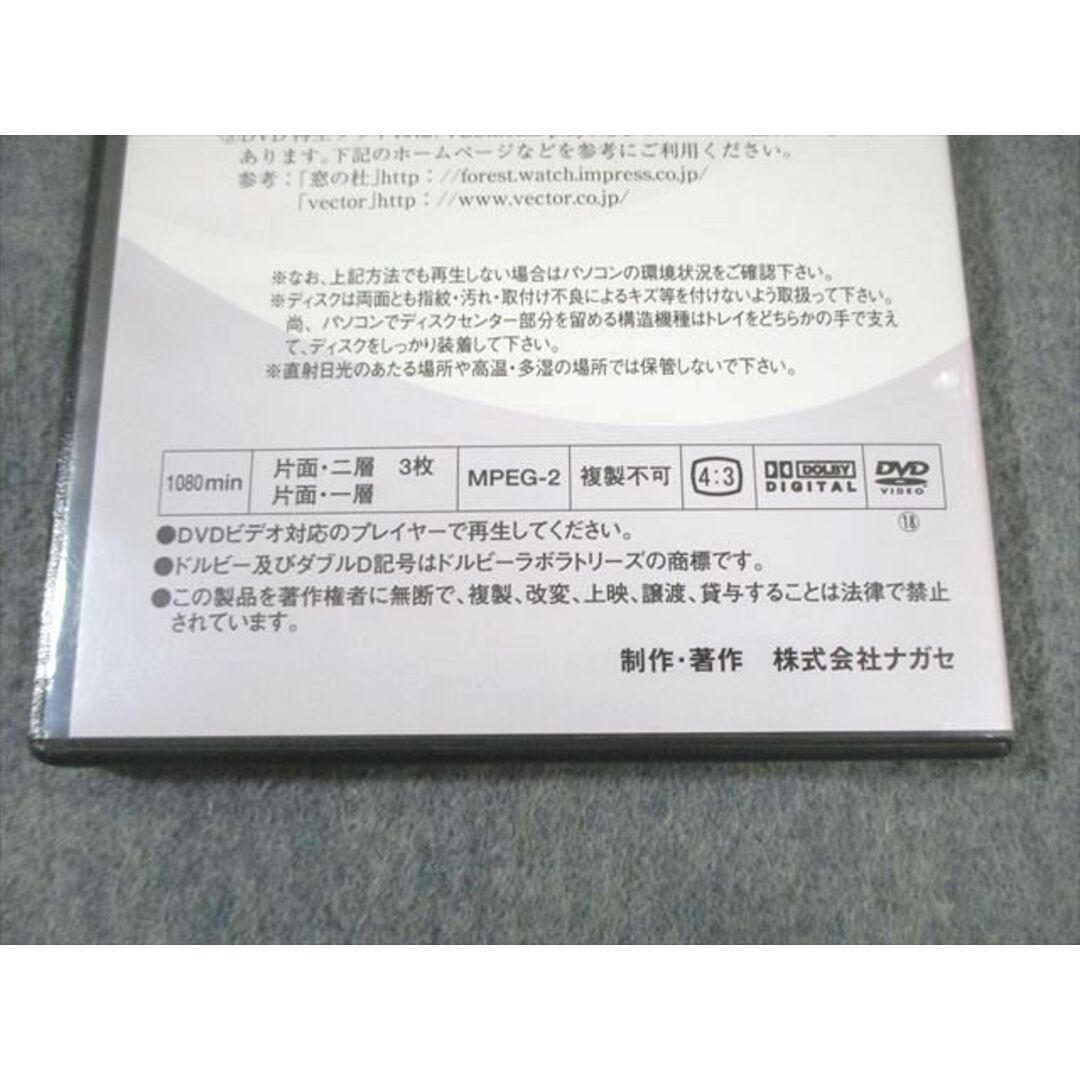 あります。下記のホームページなどを参考にご利用ください。
参考：「窓の杜」http：//forest.watch.impress.co.jp/
「vector」http：//www.vector.co.jp/
※なお、上記方法でも再生しない場合はパソコンの環境状況をご確認下さい。
※ディスクは両面とも指紋・汚れ・取付け不良によるキズ等を付けないよう取扱って下さい。
尚、パソコンでディスクセンター部分を留める構造機種はトレイをどちらかの手で支え
て、ディスクをしっかり装着して下さい。
※直射日光のあたる場所や高温・多湿の場所では保管しないで下さい。
1080min
片面・二層 3枚
片面・一層
MPEG-2
複製不可
4:3
DOLBY
DIGITAL
DVD
VIDEO
⑱
●DVDビデオ対応のプレイヤーで再生してください。
●ドルビー及びダブルD記号はドルビーラボラトリーズの商標です。
●この製品を著作権者に無断で、複製、改変、上映、譲渡、貸与することは法律で禁止
されています。
制作・著作 株式会社ナガセ